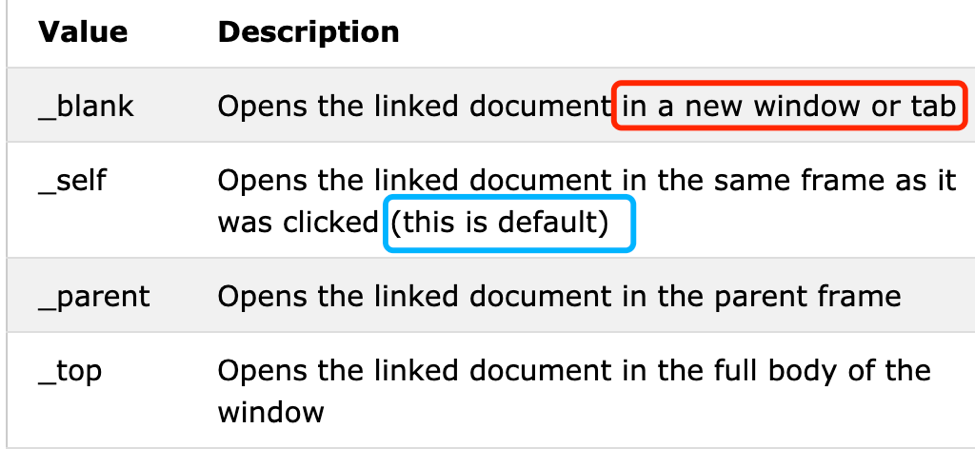 Value Description
_blank Opens the linked document in a new window or tab
_self Opens the linked document in the same frame as it
was clicked (this is default)
_parent Opens the linked document in the parent frame
_top Opens the linked document in the full body of the
window